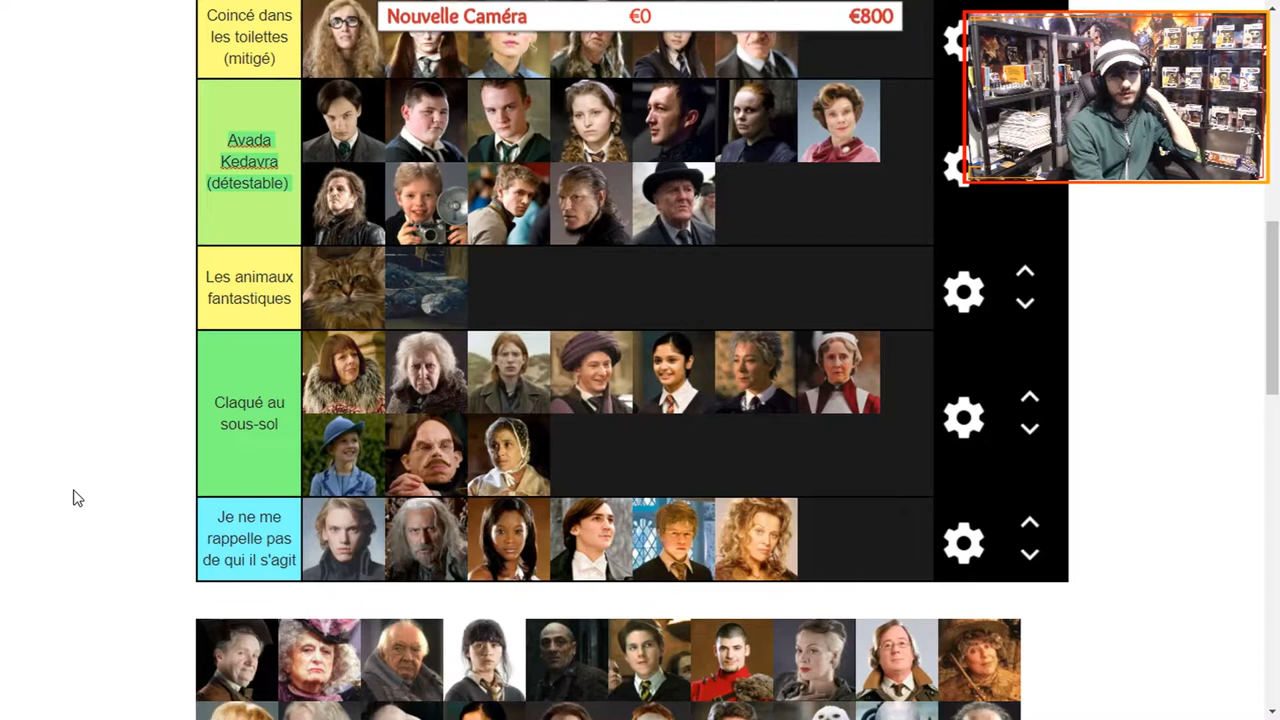 Nouvelle Caméra €0 €800
Coincé dans
les toilettes
(mitigé)
Avada
Kedavra
(détestable)
Les animaux
fantastiques
Claqué au
sous-sol
Je ne me
rappelle pas
de qui il s'agit